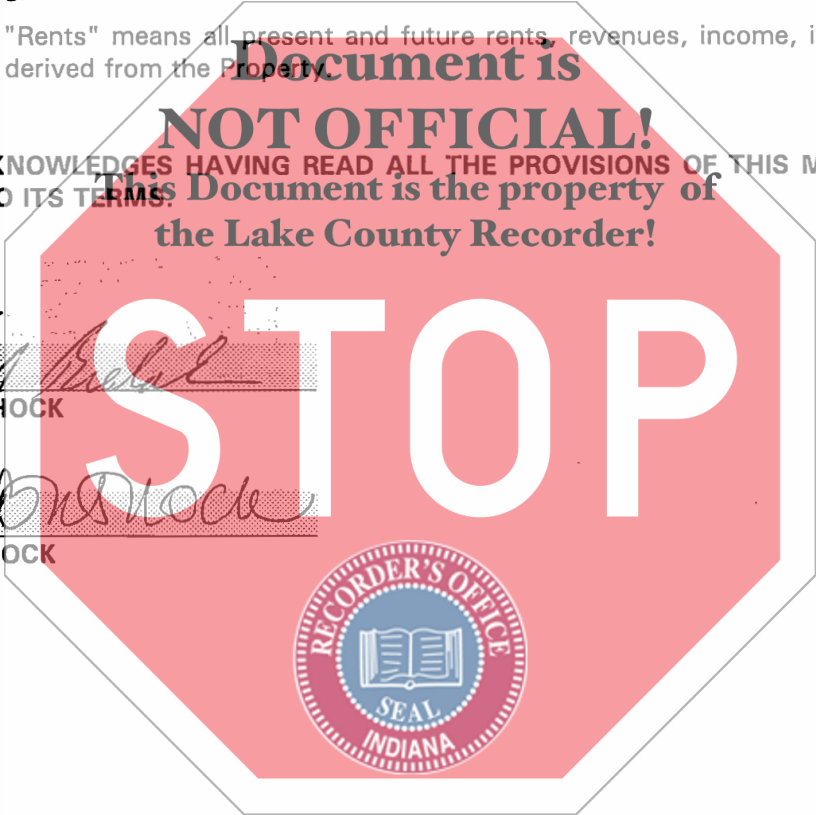 "Rents" means all present and future rents, revenues, income, i
derived from the Property.
Document is
NOT OFFICIAL!
KNOWLEDGES HAVING READ ALL THE PROVISIONS OF THIS M
O ITS TERMS.
This Document is the property of
the Lake County Recorder!
STOP
HOCK
OCK
RECORDER'S OFFICE
SEAL
INDIANA